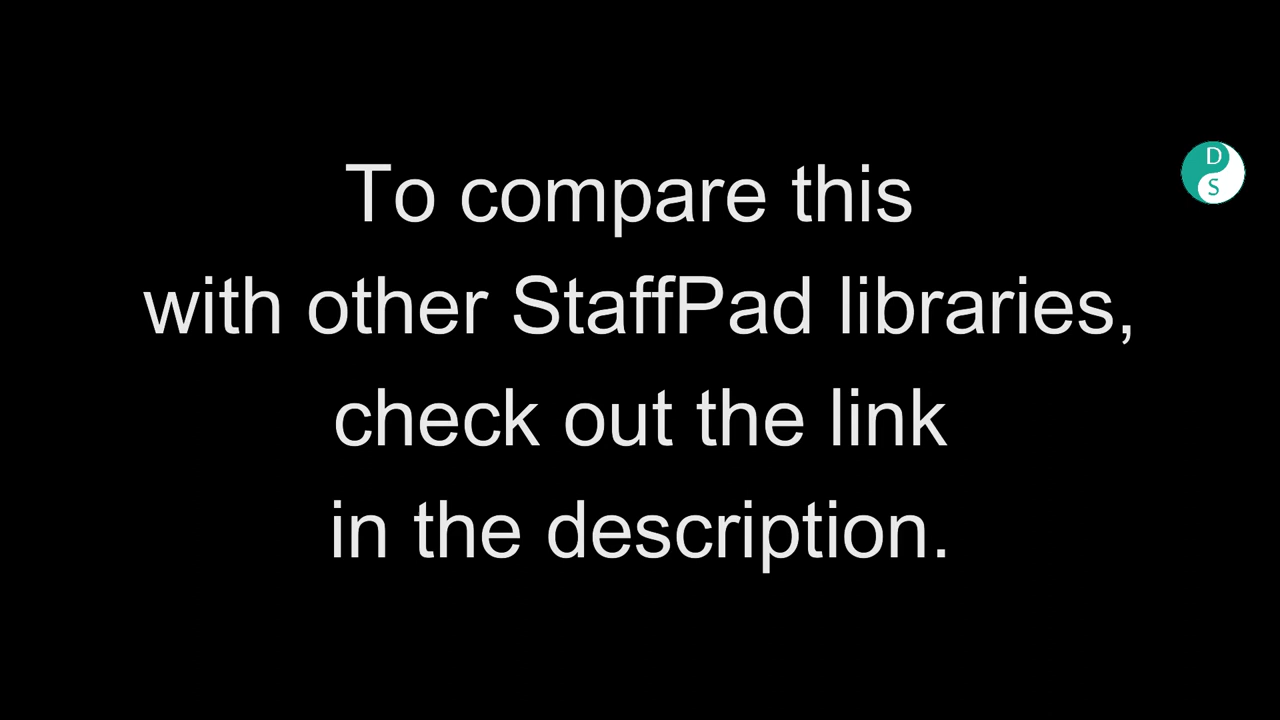 To compare this
with other StaffPad libraries,
check out the link
in the description.
D
S